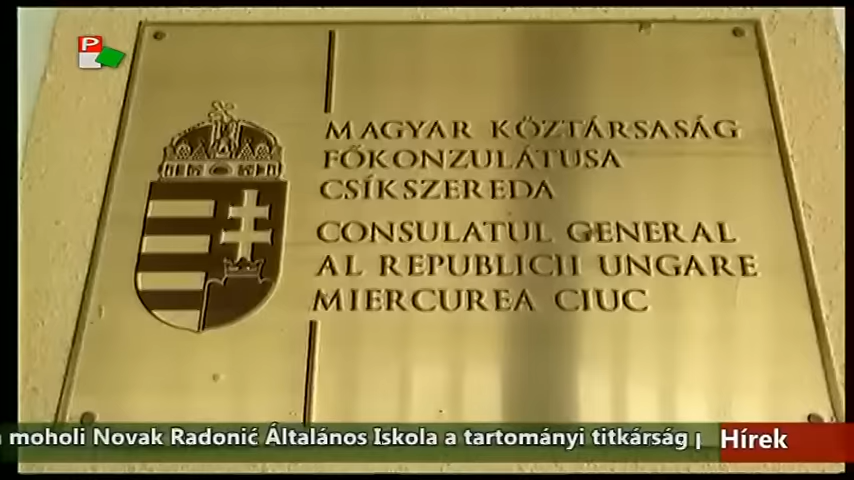 P
MAGYAR KÖZTÁRSASÁG
FŐKONZULÁTUSA
CSÍKSZEREDA
CONSULATUL GENERAL
AL REPUBLICII UNGARE
MIERCUREA CIUC
moholi Novak Radonić Általános Iskola a tartományi titkárság
Hírek